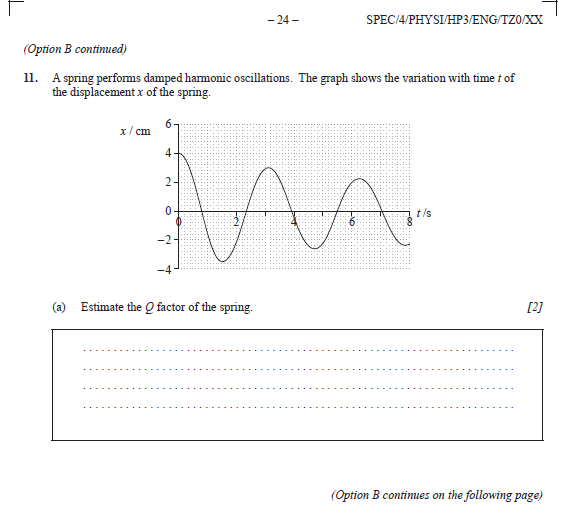 – 24 –
SPEC/4/PHYSI/HP3/ENG/TZ0/XX
(Option B continued)
11. A spring performs damped harmonic oscillations. The graph shows the variation with time t of
the displacement x of the spring.
x / cm
6
4
2
0
–2
–4
0
2
4
6
8
t /s
(a) Estimate the Q factor of the spring.
[2]
(Option B continues on the following page)